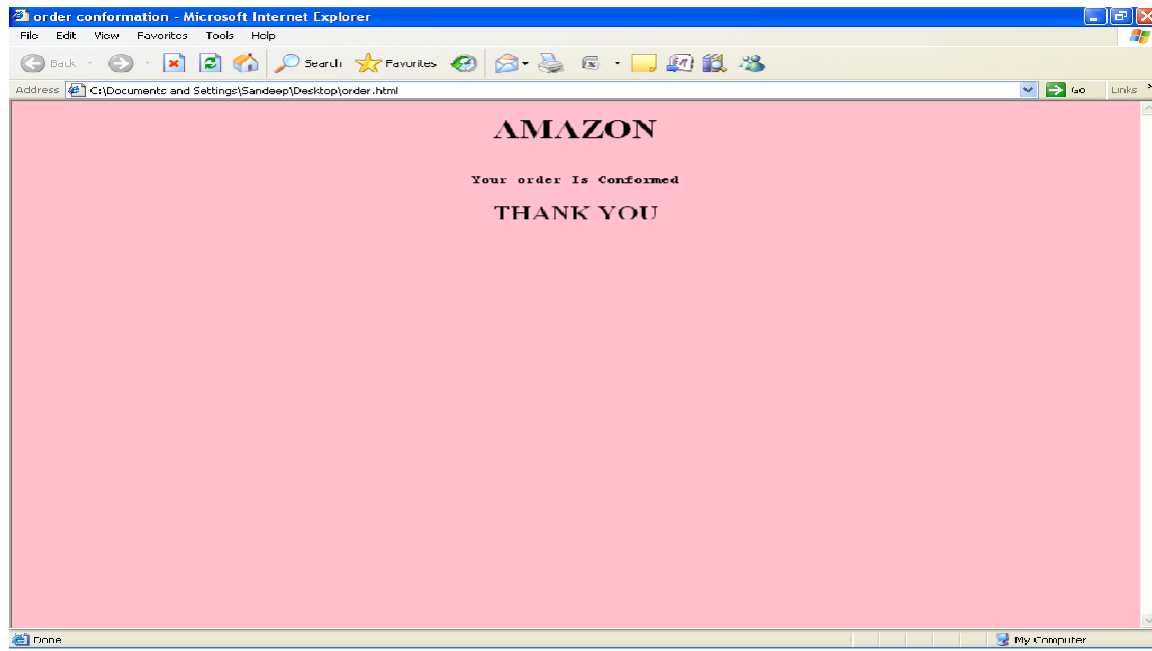 order conformation - Microsoft Internet Explorer
File Edit View Favorites Tools Help
Back Search Favorites
Address C:\Documents and Settings\Sandeep\Desktop\order.html Go Links
AMAZON
Your order Is Conformed
THANK YOU
Done My Computer